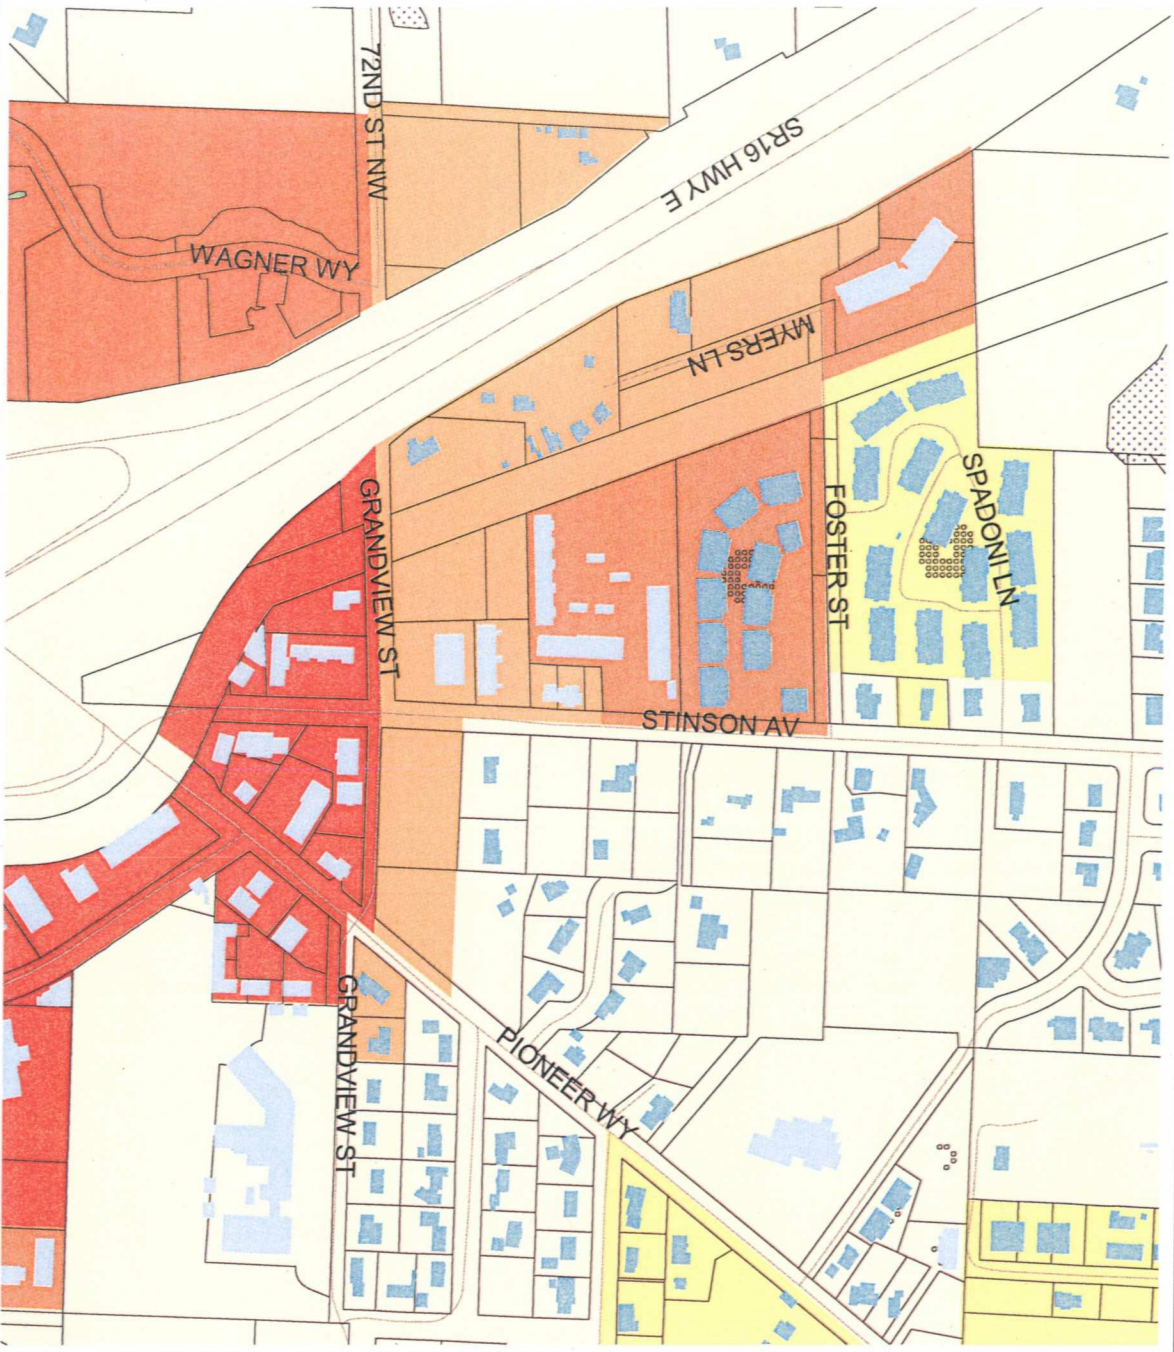 72ND ST NW
SR16 HWY E
WAGNER WY
MYERS LN
GRANDVIEW ST
FOSTER ST
SPADONI LN
STINSON AV
GRANDVIEW ST
PIONEER WY